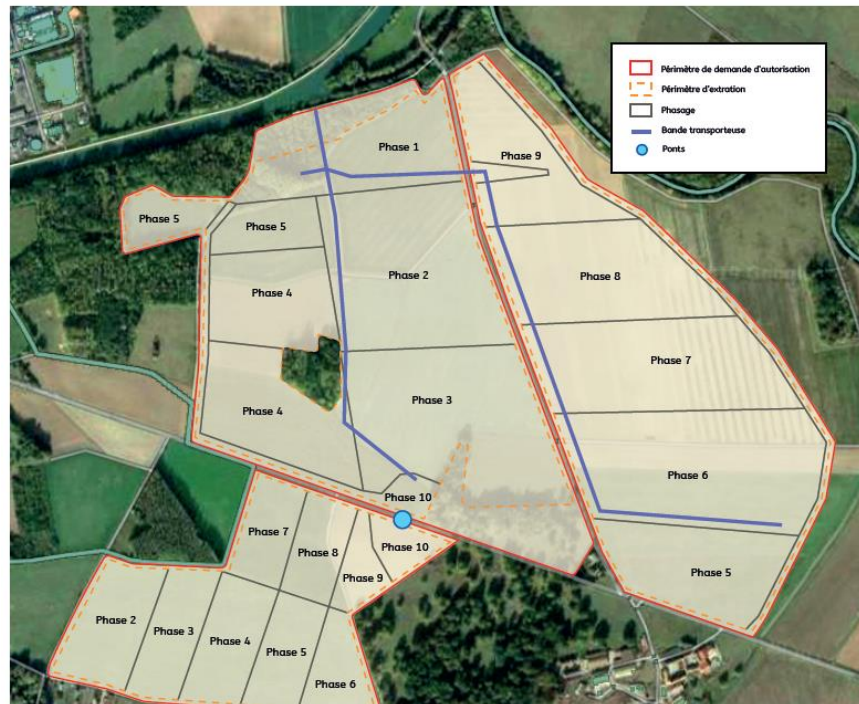 Périmètre de demande d'autorisation
Périmètre d'extration
Phasage
Bande transporteuse
Ponts
Phase 1
Phase 9
Phase 5
Phase 5
Phase 2
Phase 8
Phase 4
Phase 7
Phase 3
Phase 4
Phase 6
Phase 10
Phase 7
Phase 8
Phase 10
Phase 9
Phase 5
Phase 2
Phase 3
Phase 4
Phase 5
Phase 6